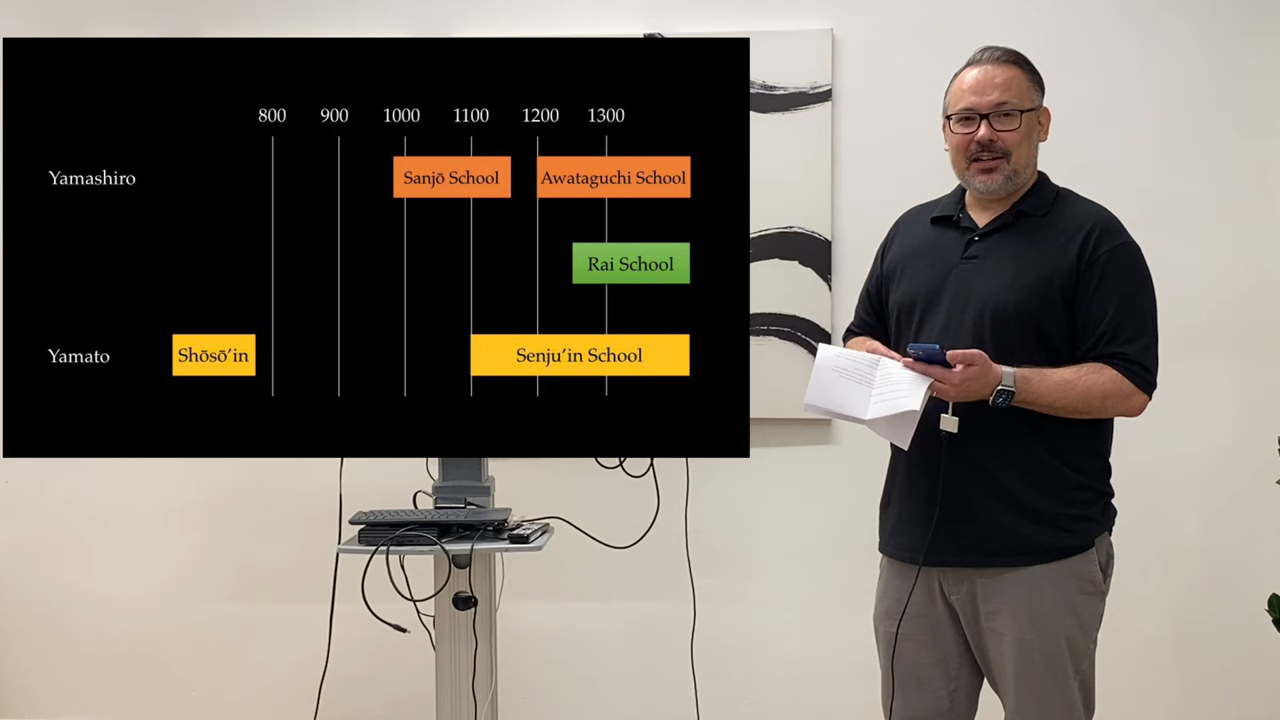 800 900 1000 1100 1200 1300
Yamashiro Sanjō School Awataguchi School
Rai School
Yamato Shōsō’in Senju’in School